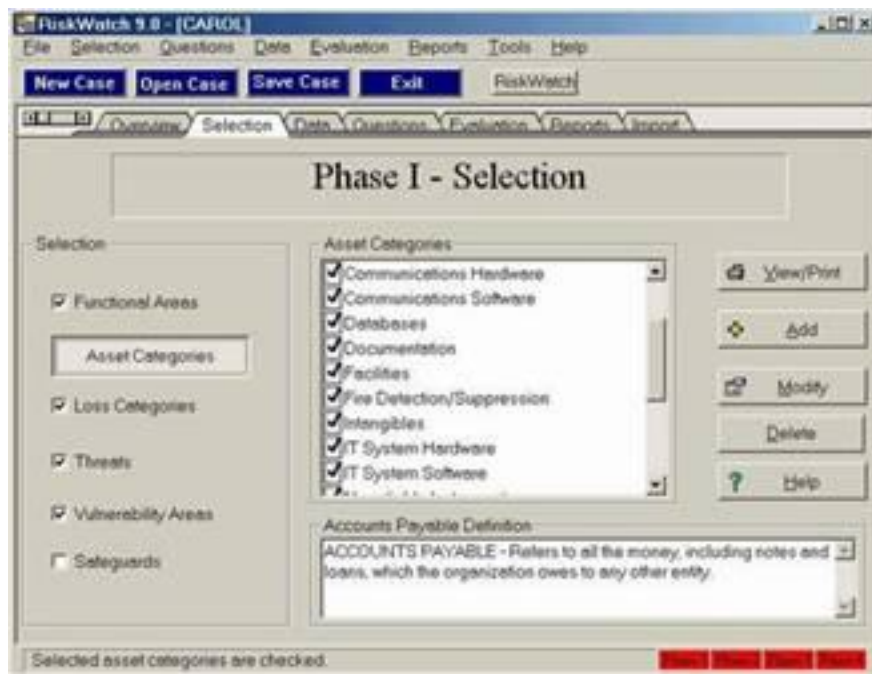 RiskWatch 9.0 - [CAROL]
File Selection Questions Data Evaluation Reports Tools Help
New Case Open Case Save Case Exit RiskWatch
Overview Selection Data Questions Evaluation Reports Import
Phase I - Selection
Selection
Functional Areas
Asset Categories
Loss Categories
Threats
Vulnerability Areas
Safeguards
Asset Categories
Communications Hardware
Communications Software
Databases
Documentation
Facilities
Fire Detection/Suppression
Intangibles
IT System Hardware
IT System Software
View/Print
Add
Modify
Delete
? Help
Accounts Payable Definition
ACCOUNTS PAYABLE - Refers to all the money, including notes and
loans, which the organization owes to any other entity.
Selected asset categories are checked.